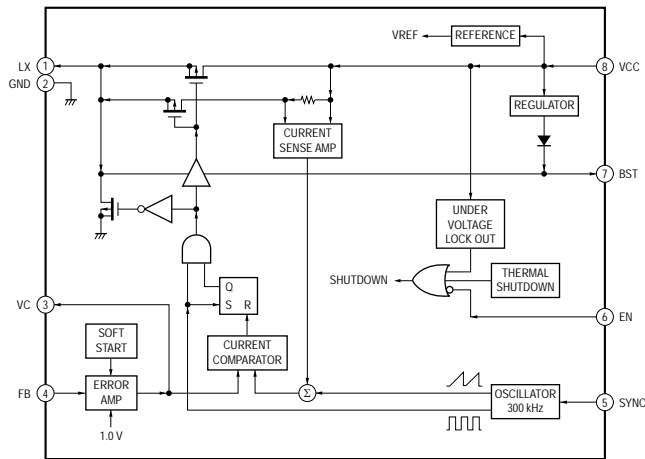 VREF
REFERENCE
LX
1
8
VCC
GND
2
REGULATOR
CURRENT
SENSE AMP
7
BST
UNDER
VOLTAGE
LOCK OUT
SHUTDOWN
THERMAL
SHUTDOWN
Q
S R
VC
3
6
EN
SOFT
START
CURRENT
COMPARATOR
FB
4
ERROR
AMP
Σ
OSCILLATOR
300 kHz
5
SYNC
1.0 V